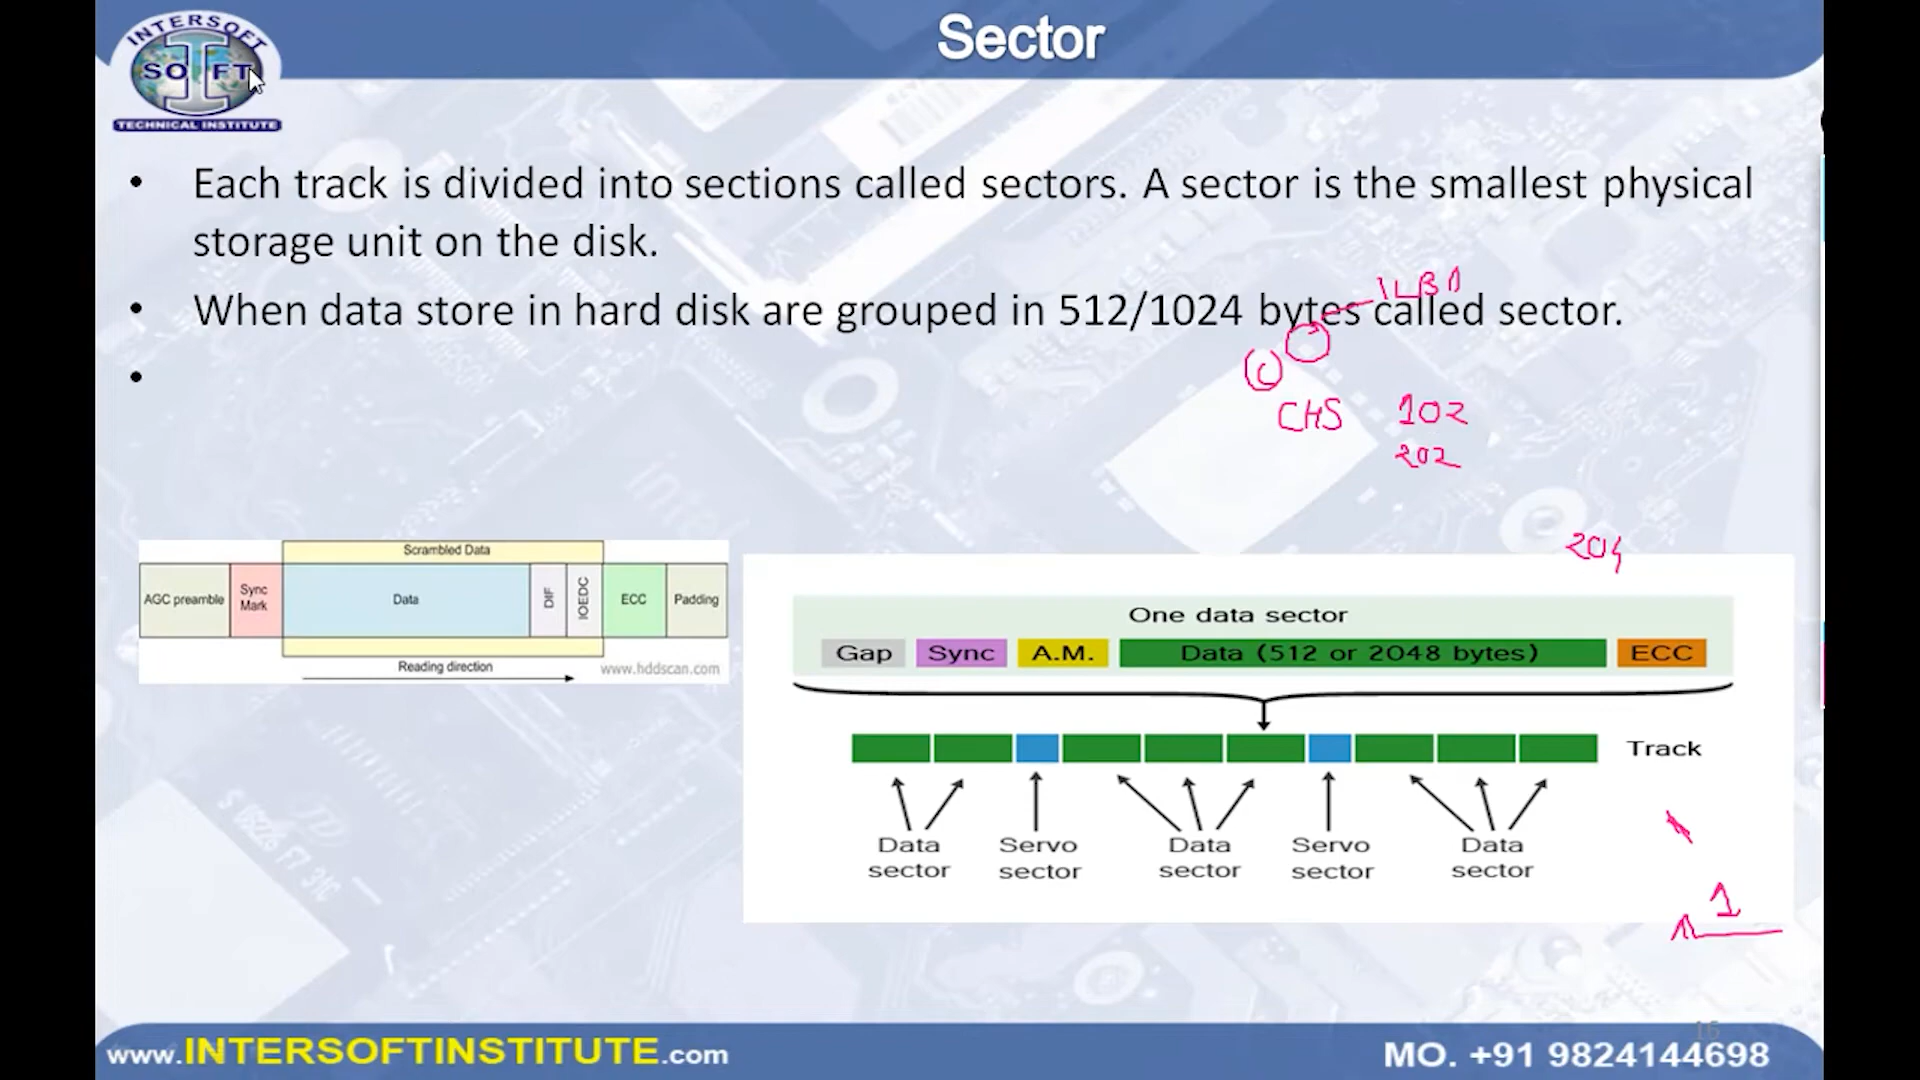 Sector
INTERSOFT
SOFT
TECHNICAL INSTITUTE
• Each track is divided into sections called sectors. A sector is the smallest physical
storage unit on the disk.
• When data store in hard disk are grouped in 512/1024 bytes called sector.
•
C
CHS 102
202
204
Scrambled Data
AGC preamble Sync Mark Data DIF IOEDC ECC Padding
Reading direction
www.hddscan.com
One data sector
Gap Sync A.M. Data (512 or 2048 bytes) ECC
Track
Data sector Servo sector Data sector Servo sector Data sector
1
16
www.INTERSOFTINSTITUTE.com
MO. +91 9824144698